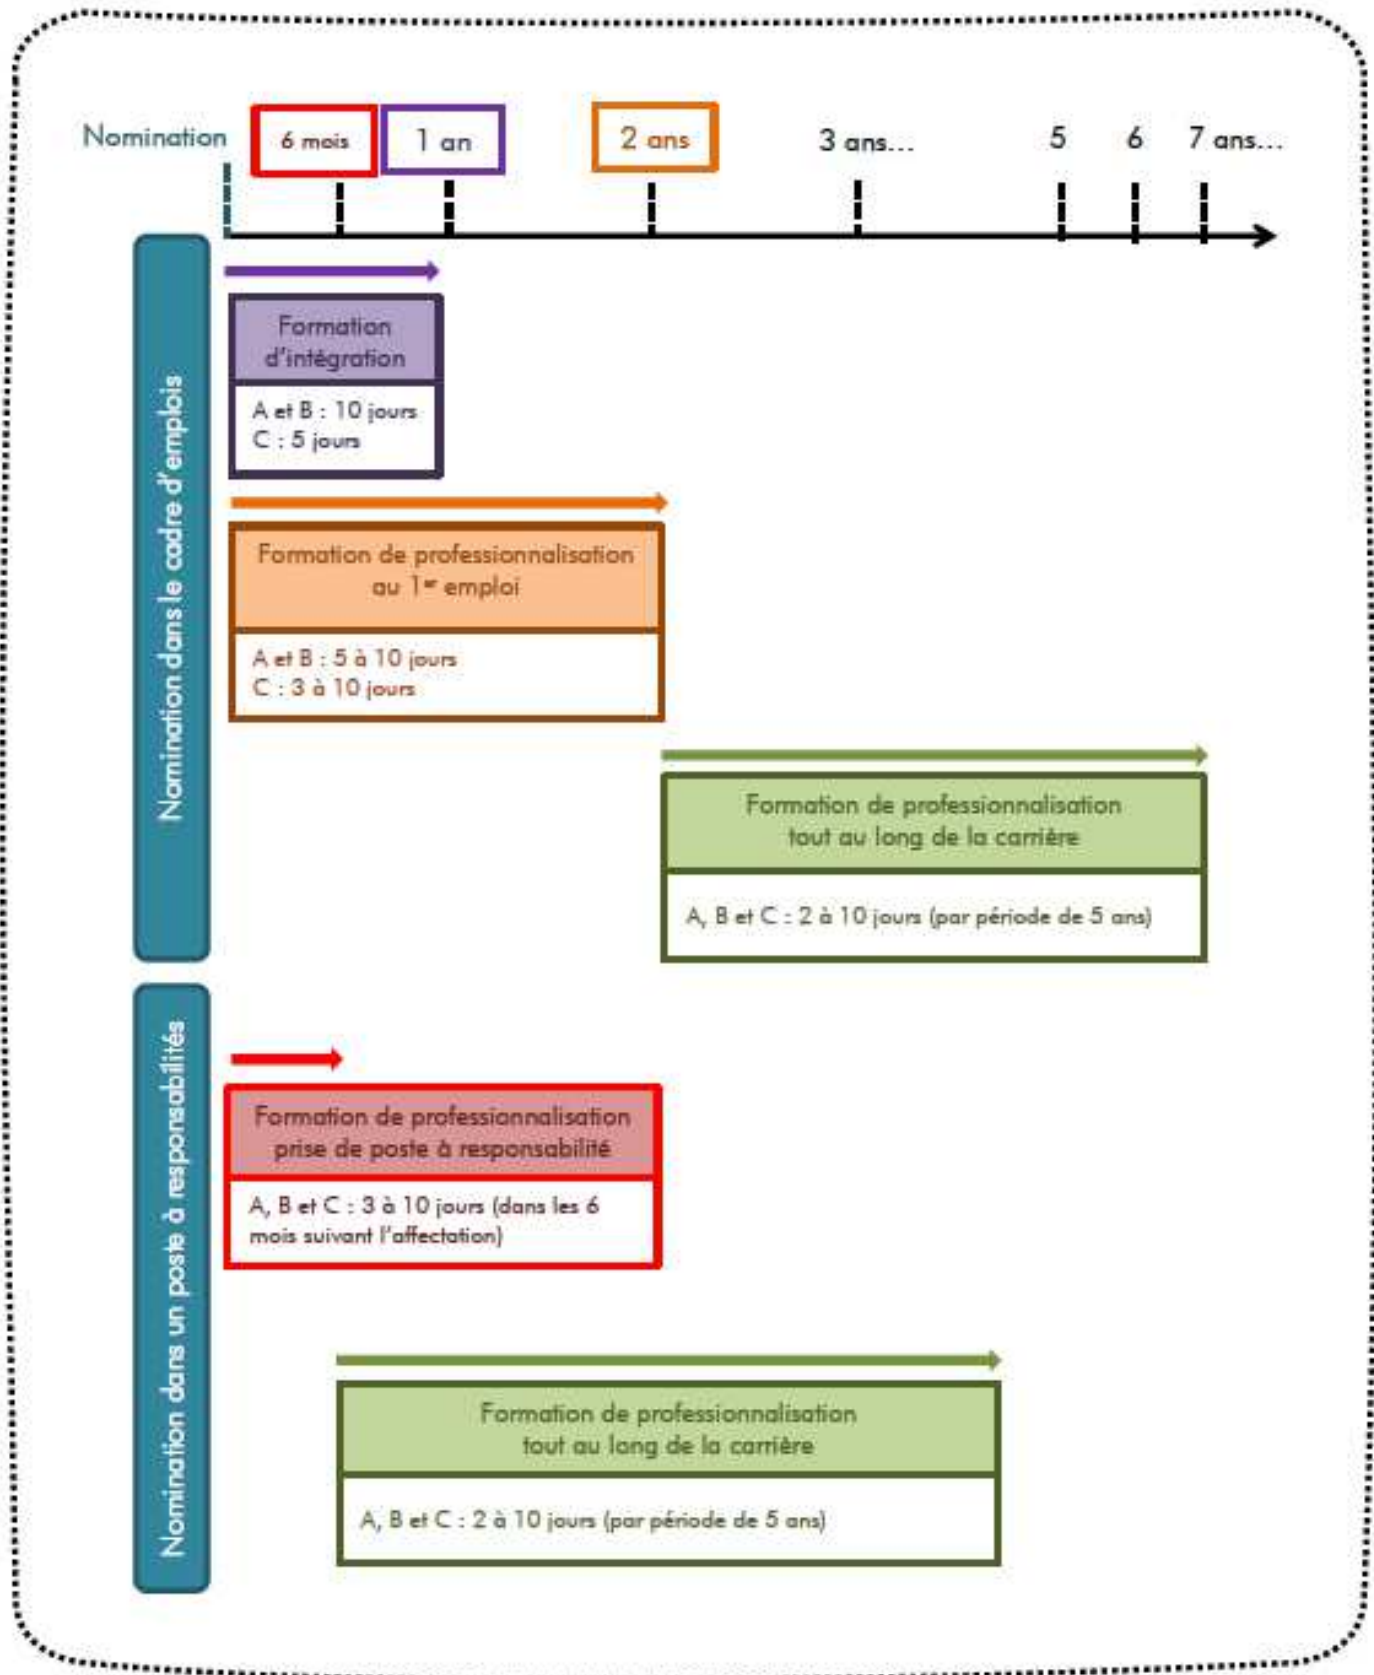 Nomination
6 mois
1 an
2 ans
3 ans...
5
6
7 ans...
Nomination dans le cadre d'emplois
Formation
d'intégration
A et B : 10 jours
C : 5 jours
Formation de professionnalisation
au 1er emploi
A et B : 5 à 10 jours
C : 3 à 10 jours
Formation de professionnalisation
tout au long de la carrière
A, B et C : 2 à 10 jours (par période de 5 ans)
Nomination dans un poste à responsabilités
Formation de professionnalisation
prise de poste à responsabilité
A, B et C : 3 à 10 jours (dans les 6
mois suivant l'affectation)
Formation de professionnalisation
tout au long de la carrière
A, B et C : 2 à 10 jours (par période de 5 ans)